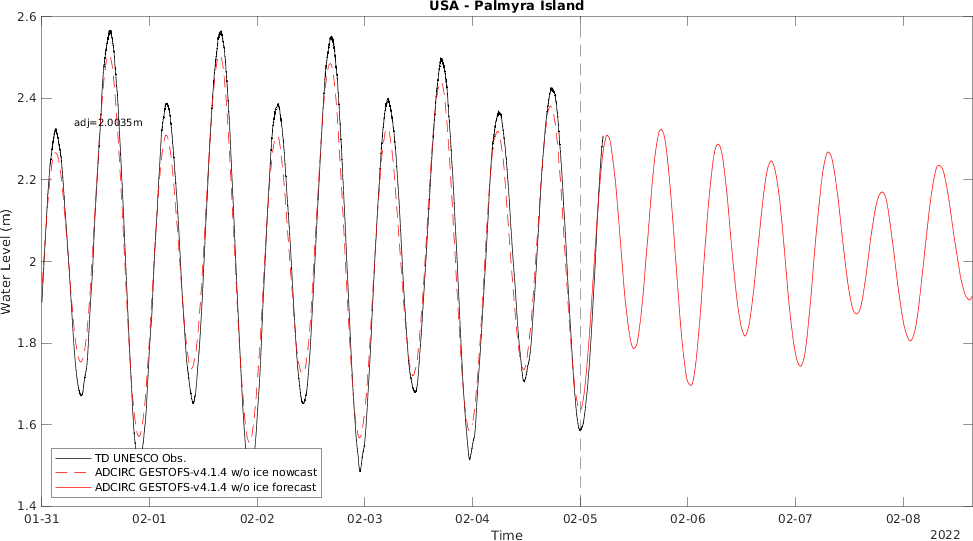 USA - Palmyra Island
2.6
2.4
adj=2.0035m
2.2
Water Level (m)
2
1.8
1.6
TD UNESCO Obs.
ADCIRC GESTOFS-v4.1.4 w/o ice nowcast
ADCIRC GESTOFS-v4.1.4 w/o ice forecast
1.4
01-31 02-01 02-02 02-03 02-04 02-05 02-06 02-07 02-08
Time
2022